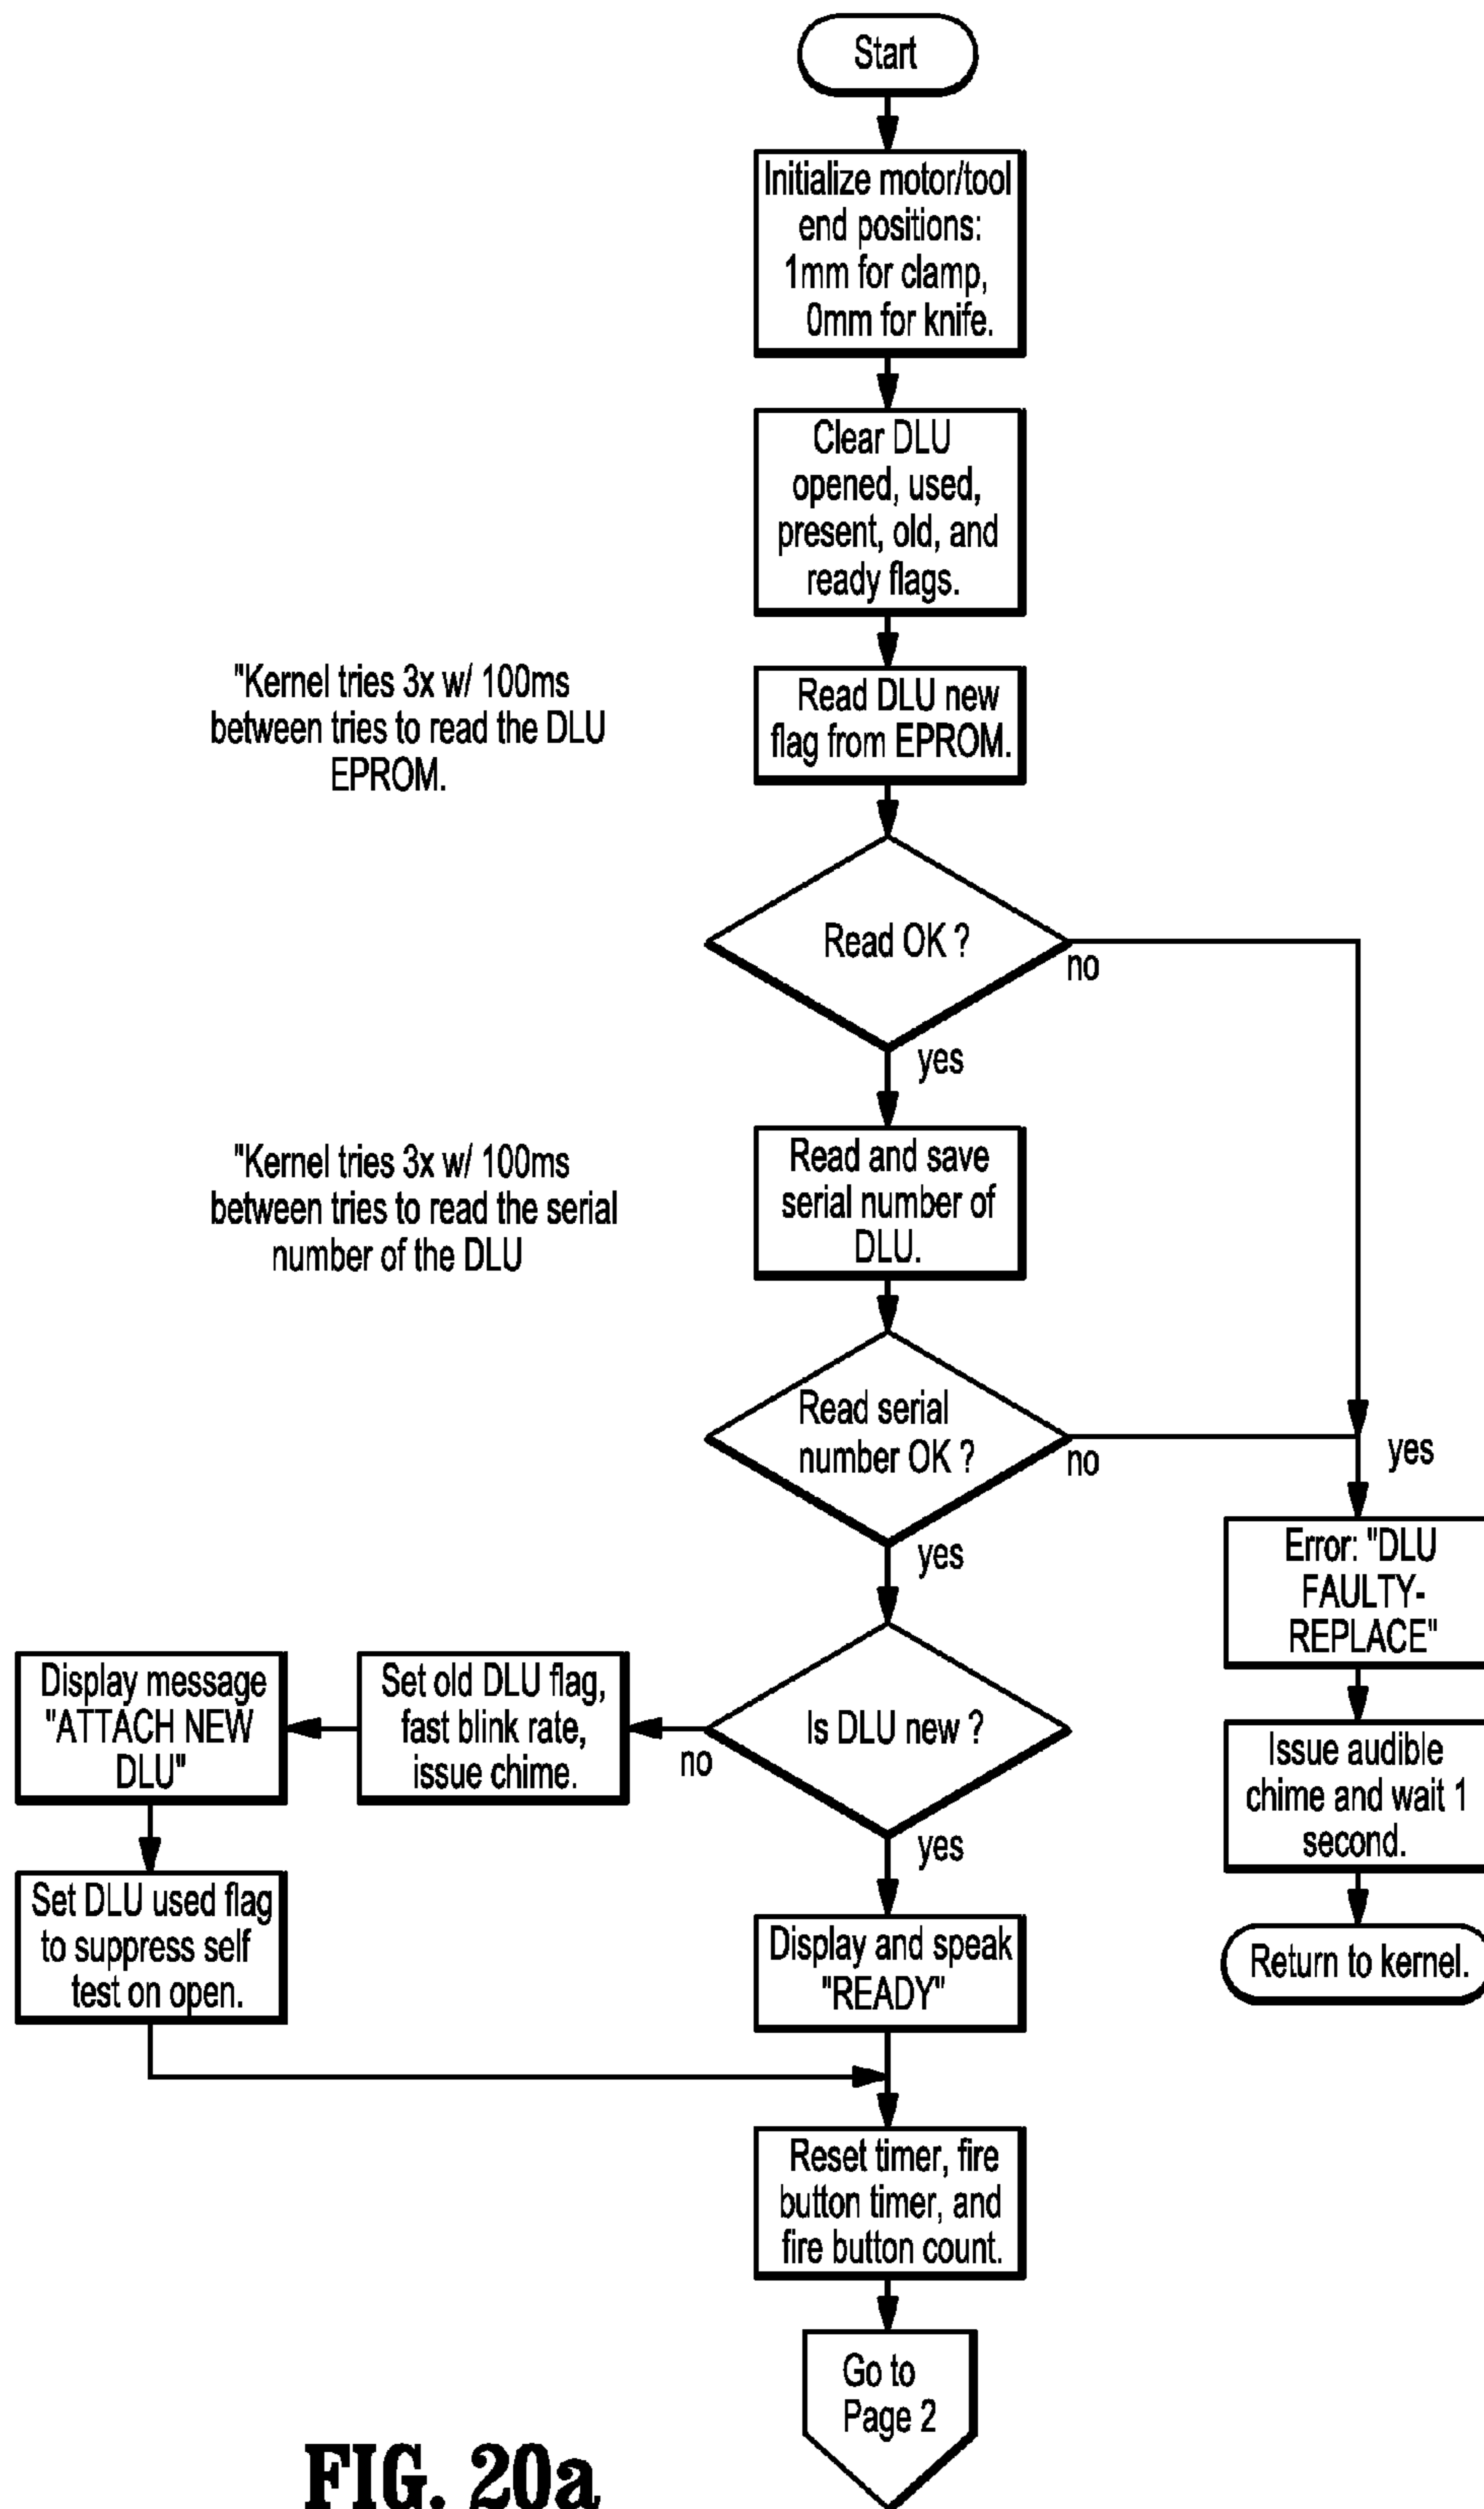 Start
Initialize motor/tool
end positions:
1mm for clamp,
0mm for knife.
Clear DLU
opened, used,
present, old, and
ready flags.
"Kernel tries 3x w/ 100ms
between tries to read the DLU
EPROM.
Read DLU new
flag from EPROM.
Read OK ?
no
yes
"Kernel tries 3x w/ 100ms
between tries to read the serial
number of the DLU
Read and save
serial number of
DLU.
Read serial
number OK ?
no
yes
yes
Error: "DLU
FAULTY-
REPLACE"
Issue audible
chime and wait 1
second.
Return to kernel.
Is DLU new ?
no
yes
Set old DLU flag,
fast blink rate,
issue chime.
Display message
"ATTACH NEW
DLU"
Set DLU used flag
to suppress self
test on open.
Display and speak
"READY"
Reset timer, fire
button timer, and
fire button count.
Go to
Page 2
FIG. 20a